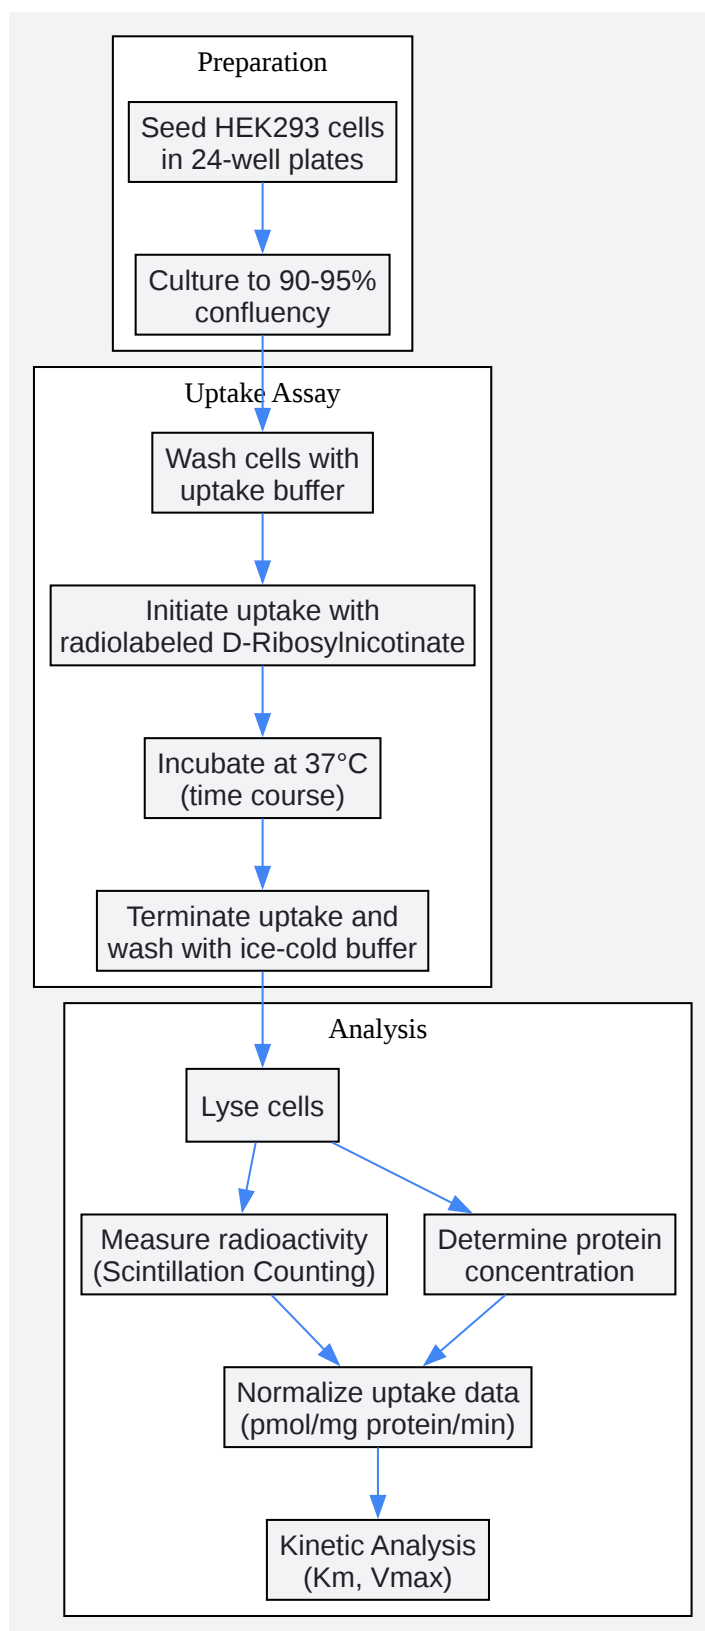 Preparation
Seed HEK293 cells
in 24-well plates
Culture to 90-95%
confluency
Uptake Assay
Wash cells with
uptake buffer
Initiate uptake with
radiolabeled D-Ribosylnicotinate
Incubate at 37°C
(time course)
Terminate uptake and
wash with ice-cold buffer
Analysis
Lyse cells
Measure radioactivity
(Scintillation Counting)
Determine protein
concentration
Normalize uptake data
(pmol/mg protein/min)
Kinetic Analysis
(Km, Vmax)